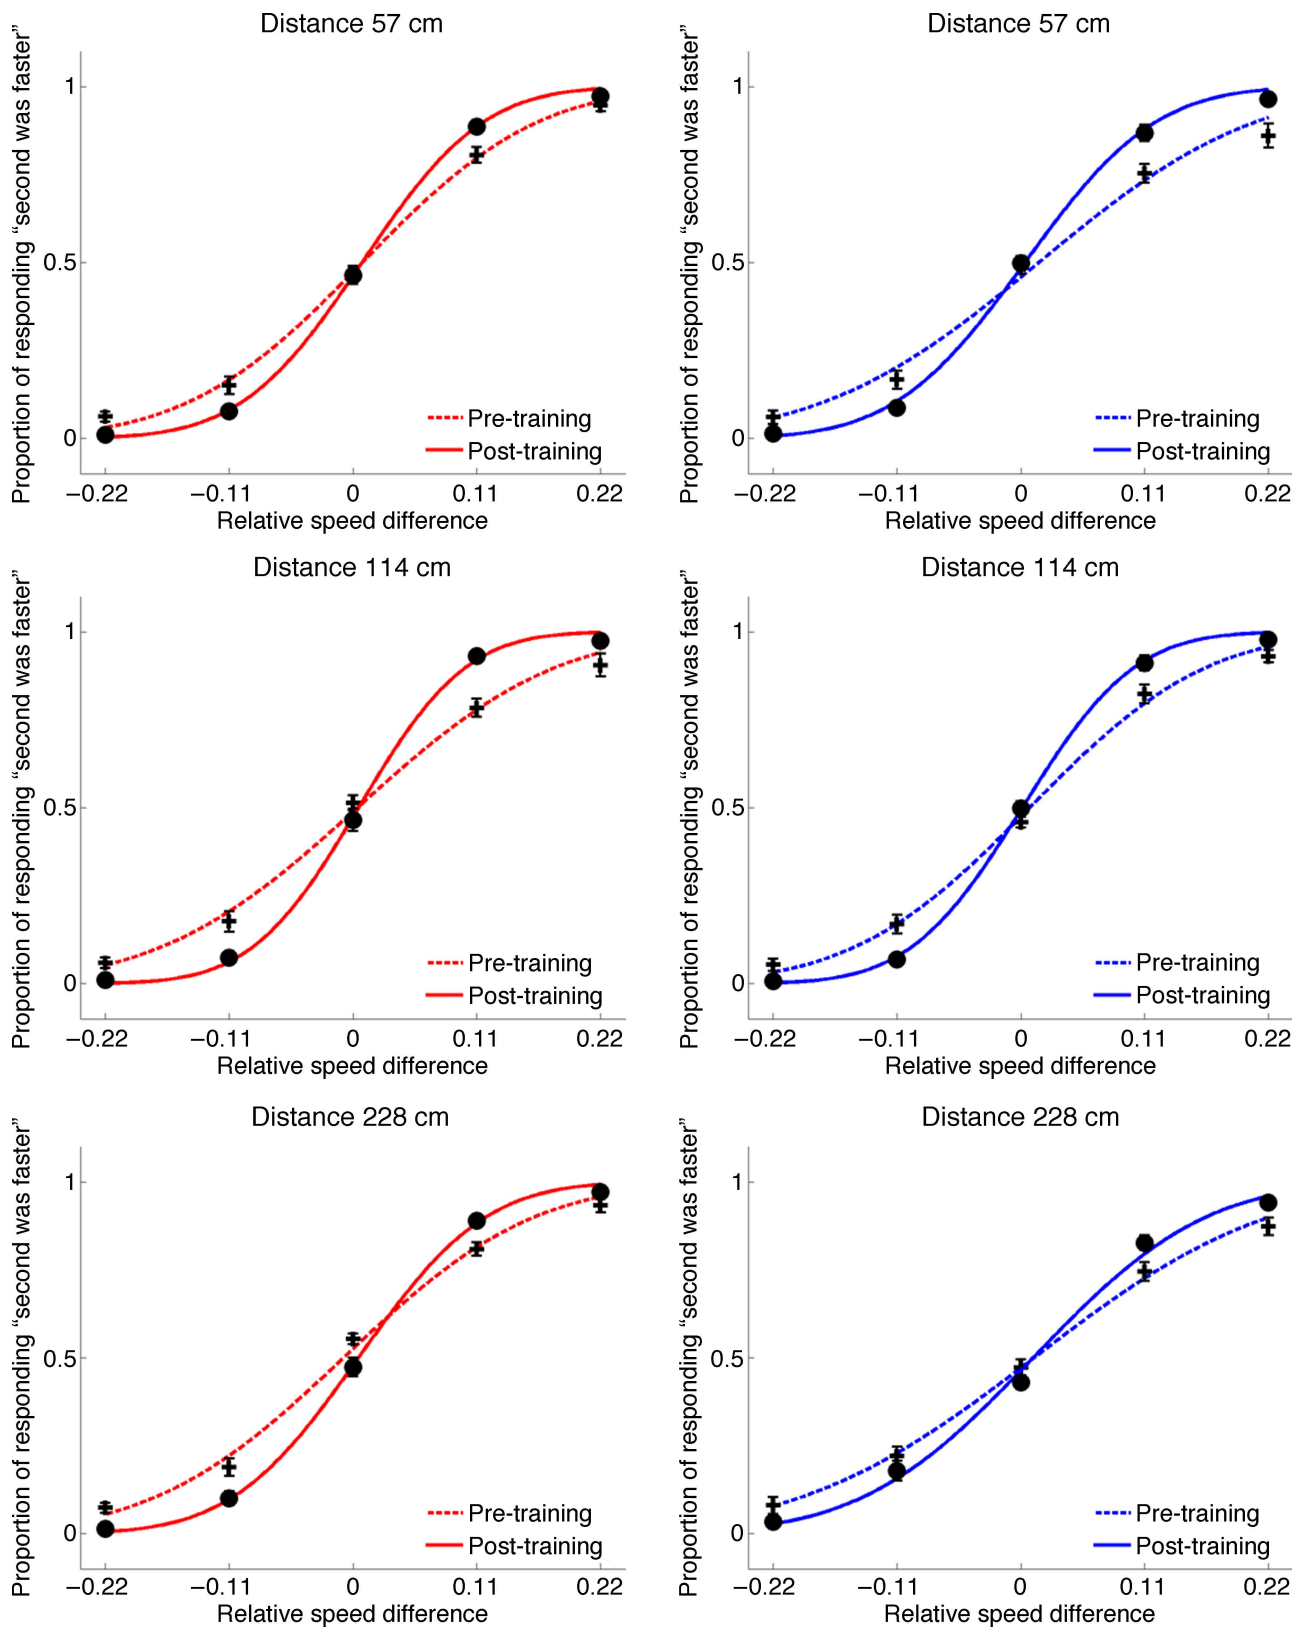 Distance 57 cm
Proportion of responding “second was faster”
1
0.5
0
Pre-training
Post-training
−0.22 −0.11 0 0.11 0.22
Relative speed difference
Distance 57 cm
Proportion of responding “second was faster”
1
0.5
0
Pre-training
Post-training
−0.22 −0.11 0 0.11 0.22
Relative speed difference
Distance 114 cm
Proportion of responding “second was faster”
1
0.5
0
Pre-training
Post-training
−0.22 −0.11 0 0.11 0.22
Relative speed difference
Distance 114 cm
Proportion of responding “second was faster”
1
0.5
0
Pre-training
Post-training
−0.22 −0.11 0 0.11 0.22
Relative speed difference
Distance 228 cm
Proportion of responding “second was faster”
1
0.5
0
Pre-training
Post-training
−0.22 −0.11 0 0.11 0.22
Relative speed difference
Distance 228 cm
Proportion of responding “second was faster”
1
0.5
0
Pre-training
Post-training
−0.22 −0.11 0 0.11 0.22
Relative speed difference